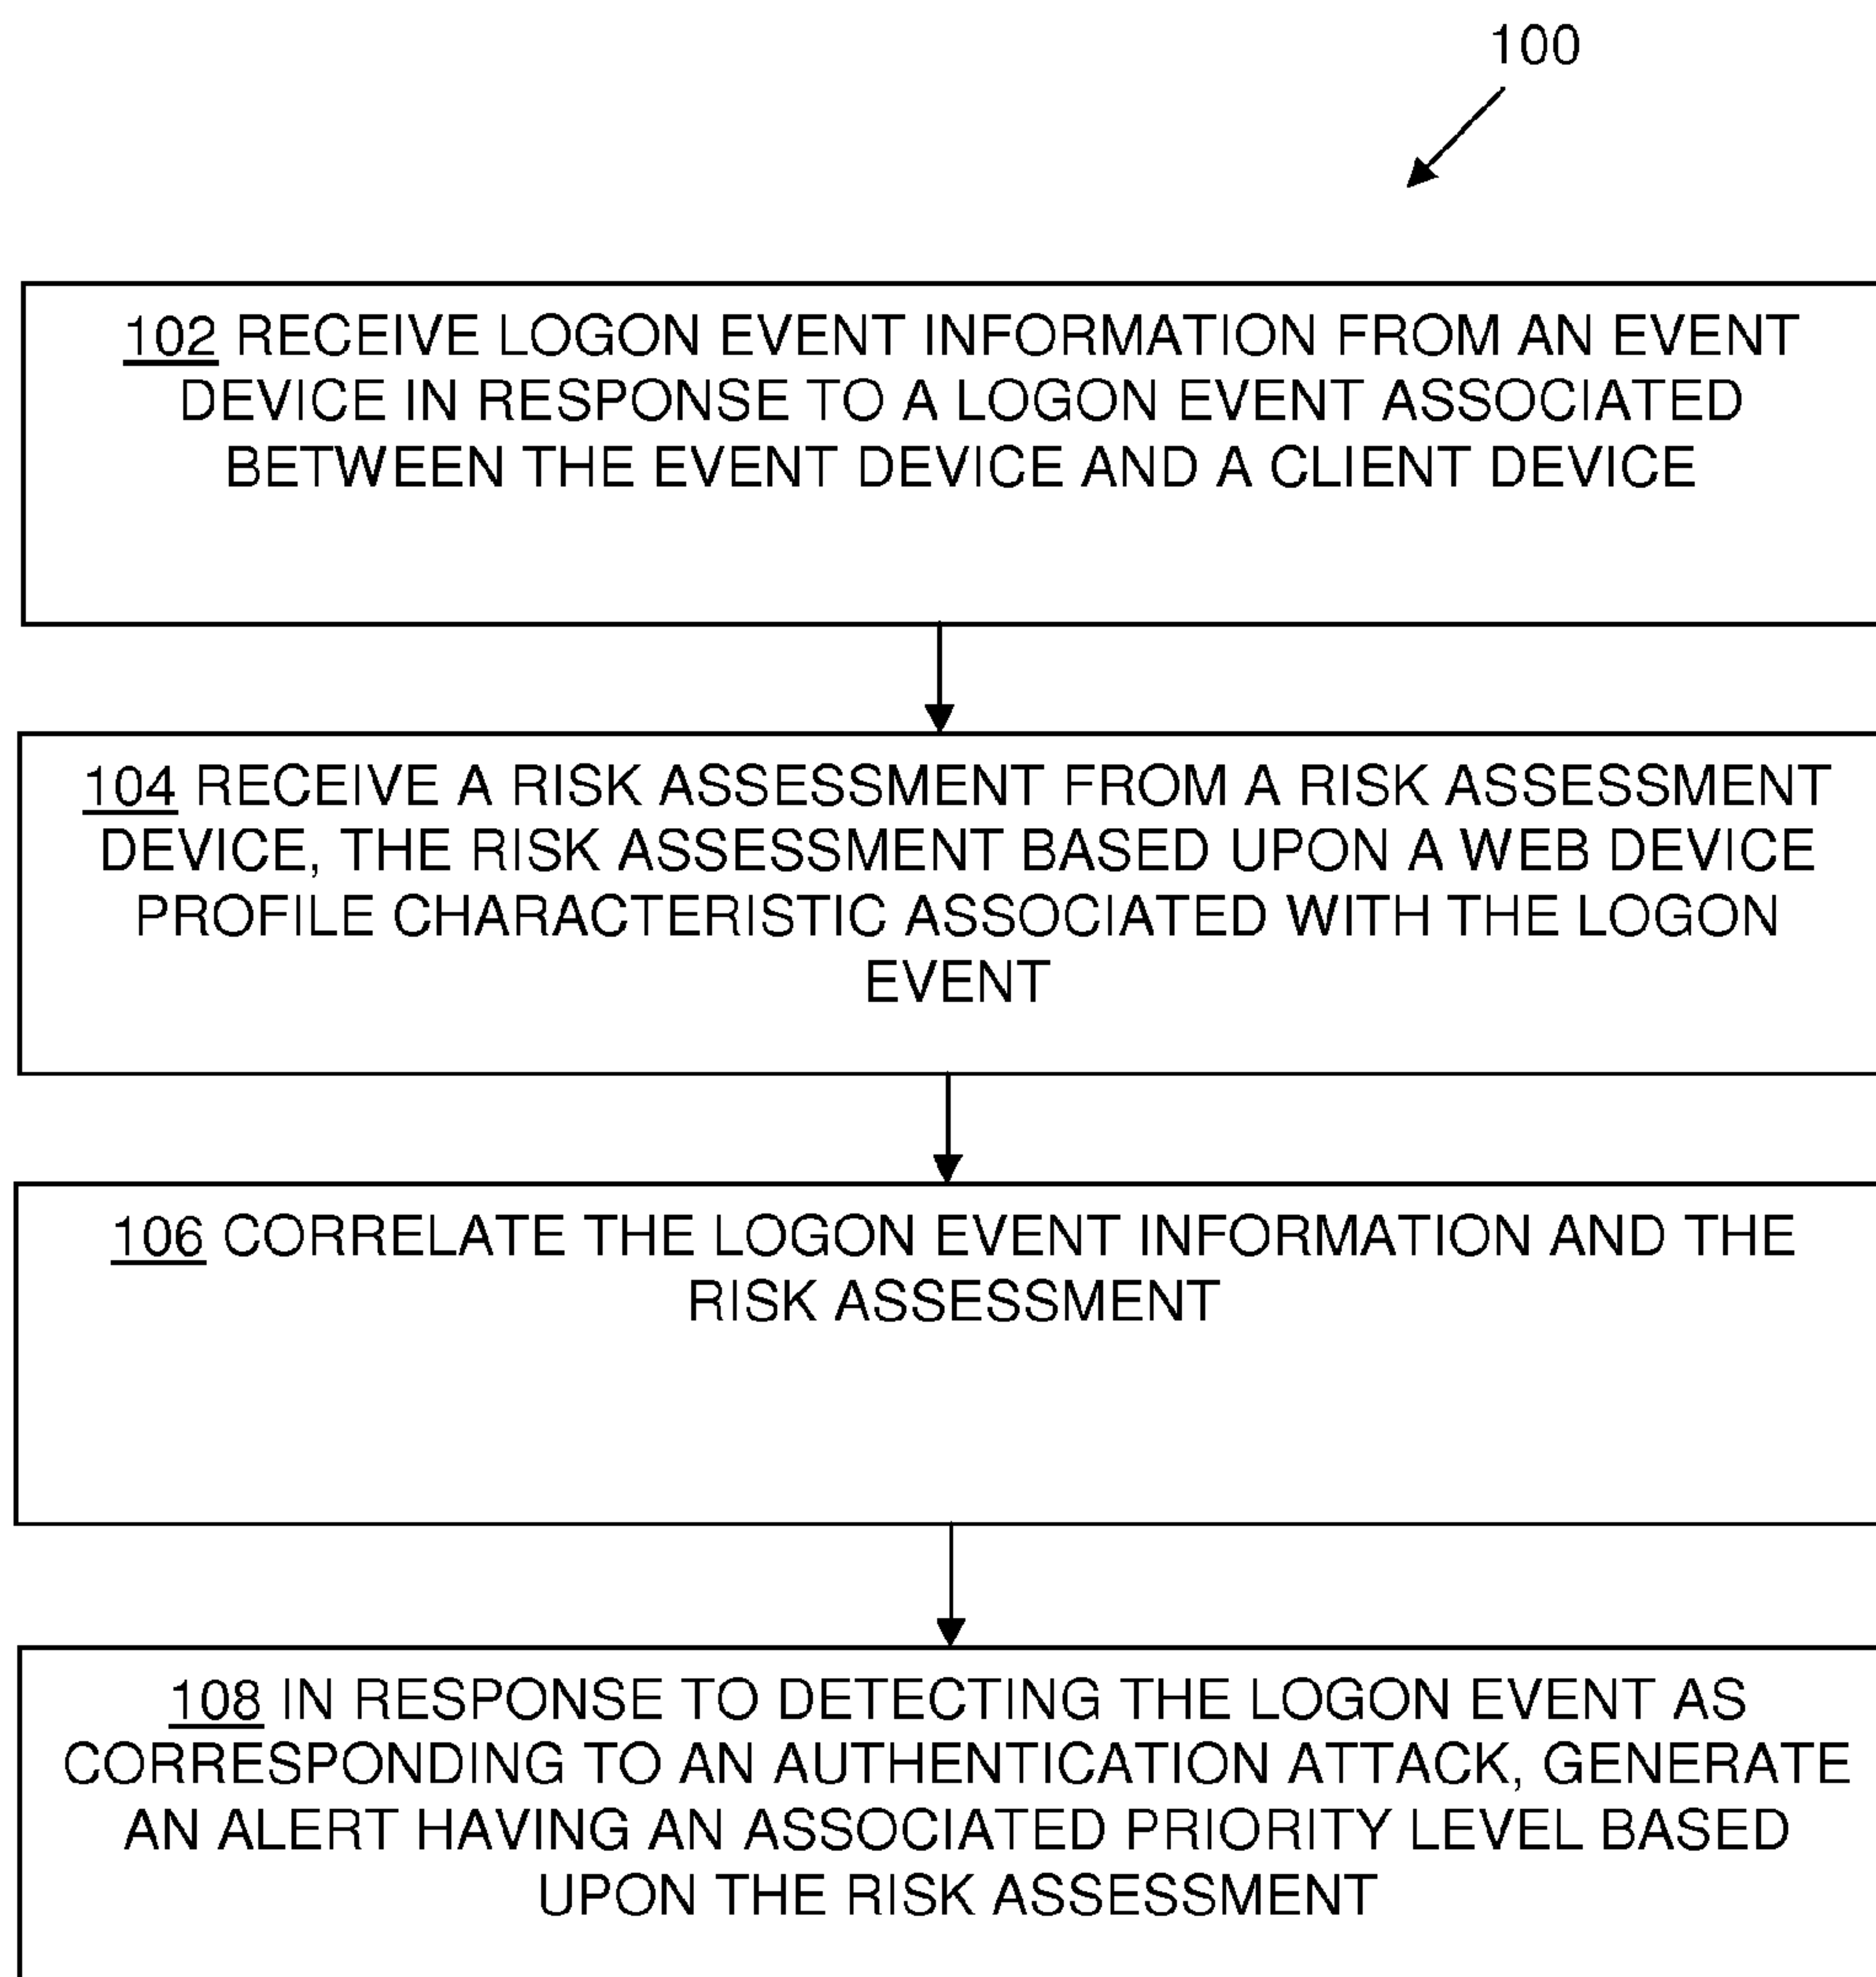 100
102 RECEIVE LOGON EVENT INFORMATION FROM AN EVENT
DEVICE IN RESPONSE TO A LOGON EVENT ASSOCIATED
BETWEEN THE EVENT DEVICE AND A CLIENT DEVICE
104 RECEIVE A RISK ASSESSMENT FROM A RISK ASSESSMENT
DEVICE, THE RISK ASSESSMENT BASED UPON A WEB DEVICE
PROFILE CHARACTERISTIC ASSOCIATED WITH THE LOGON
EVENT
106 CORRELATE THE LOGON EVENT INFORMATION AND THE
RISK ASSESSMENT
108 IN RESPONSE TO DETECTING THE LOGON EVENT AS
CORRESPONDING TO AN AUTHENTICATION ATTACK, GENERATE
AN ALERT HAVING AN ASSOCIATED PRIORITY LEVEL BASED
UPON THE RISK ASSESSMENT